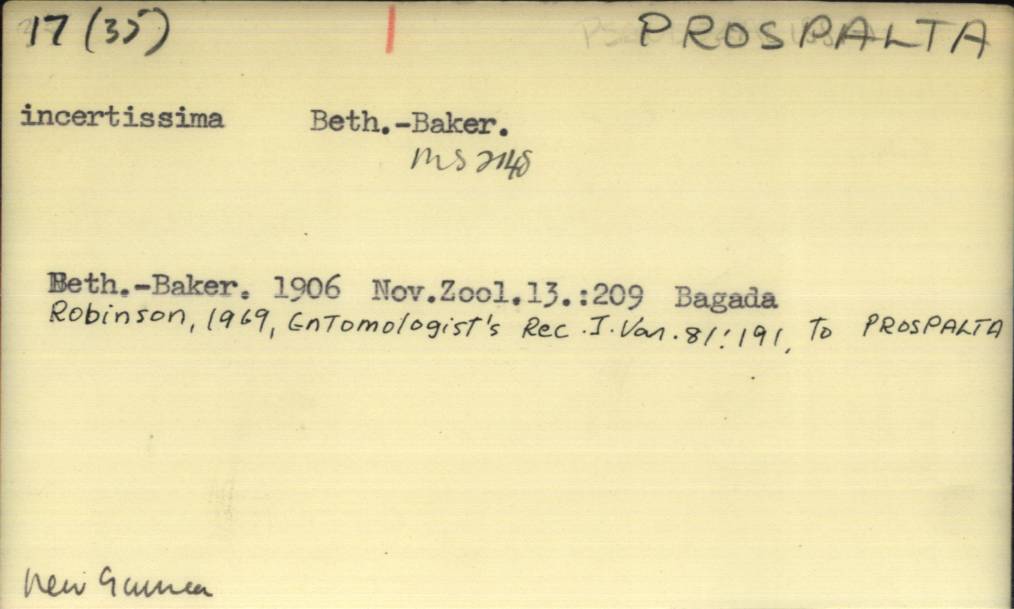 17 (35) PROSPALTA
incertissima Beth.-Baker.
MS 2148
Beth.-Baker. 1906 Nov.Zool.13.:209 Bagada
Robinson, 1969, Entomologist's Rec. J. Var. 81:191, To PROSPALTA
New Guinea